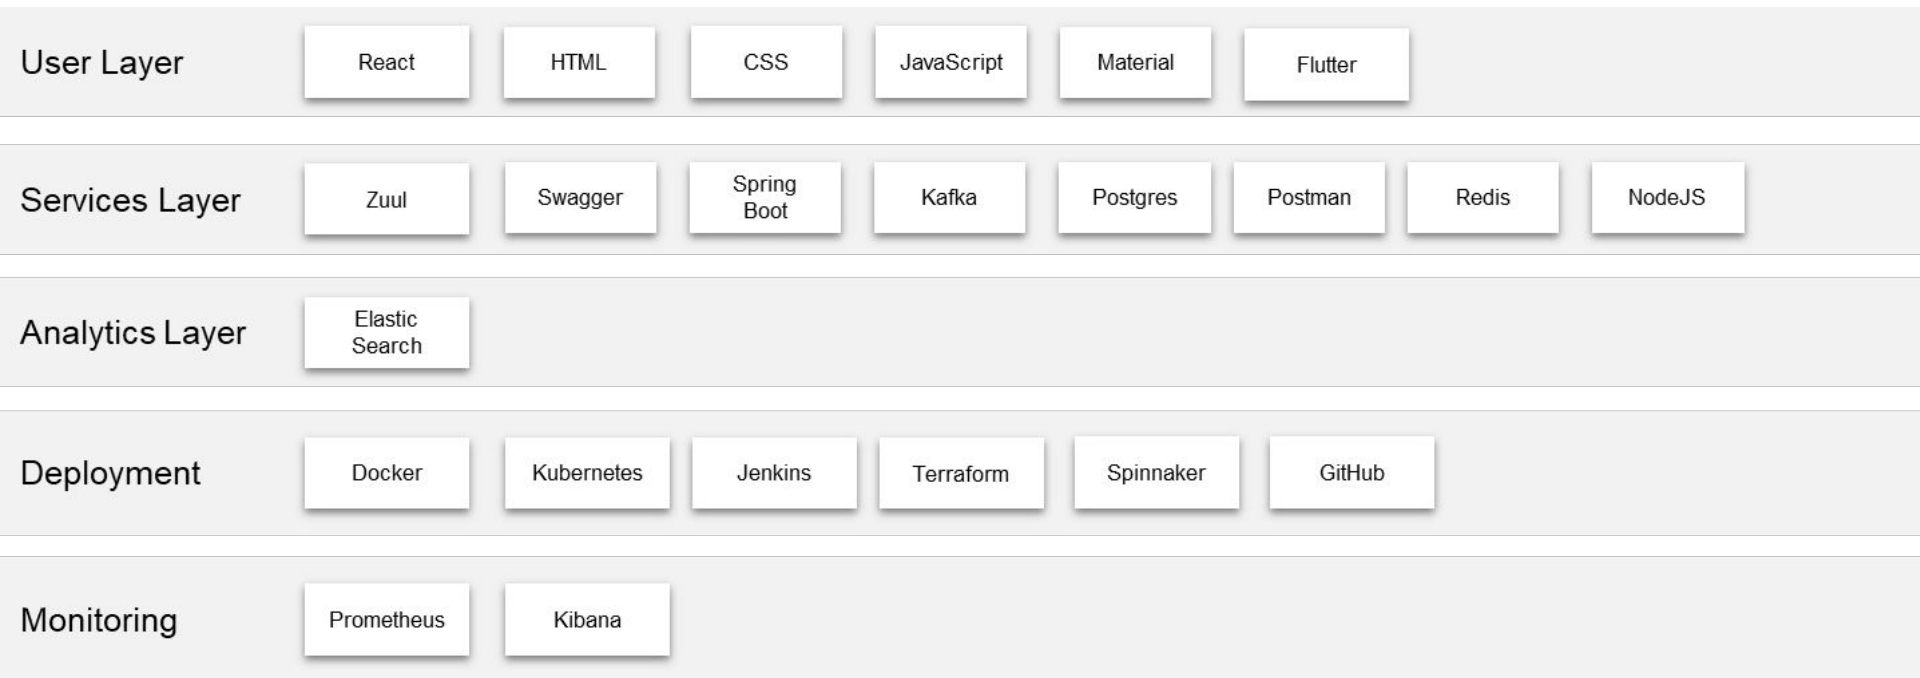 User Layer
React
HTML
CSS
JavaScript
Material
Flutter
Services Layer
Zuul
Swagger
Spring
Boot
Kafka
Postgres
Postman
Redis
NodeJS
Analytics Layer
Elastic
Search
Deployment
Docker
Kubernetes
Jenkins
Terraform
Spinnaker
GitHub
Monitoring
Prometheus
Kibana